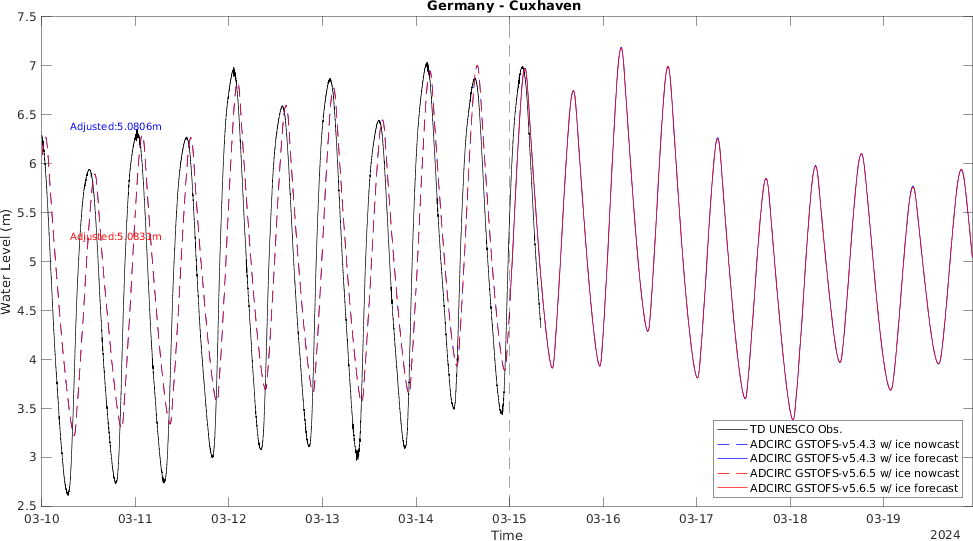 Germany - Cuxhaven
7.5
7
6.5
6
5.5
5
4.5
4
3.5
3
2.5
Water Level (m)
Adjusted:5.0806m
TD UNESCO Obs.
ADCIRC GSTOFS-v5.4.3 w/ ice nowcast
ADCIRC GSTOFS-v5.4.3 w/ ice forecast
ADCIRC GSTOFS-v5.6.5 w/ ice nowcast
ADCIRC GSTOFS-v5.6.5 w/ ice forecast
03-10 03-11 03-12 03-13 03-14 03-15 03-16 03-17 03-18 03-19
Time
2024